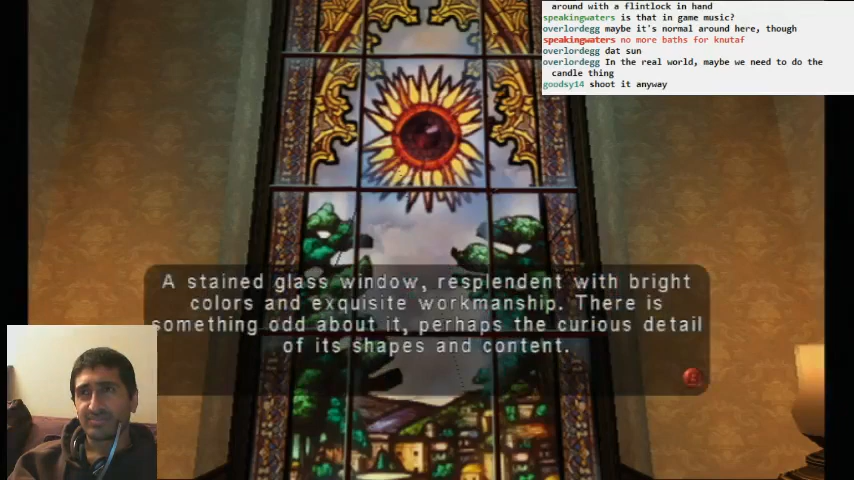 around with a flintlock in hand
speakingwaters is that in game music?
overlordegg maybe it's normal around here, though
speakingwaters no more baths for knutaf
overlordegg dat sun
overlordegg In the real world, maybe we need to do the
candle thing
goodsy14 shoot it anyway
A stained glass window, resplendent with bright
colors and exquisite workmanship. There is
something odd about it, perhaps the curious detail
of its shapes and content.